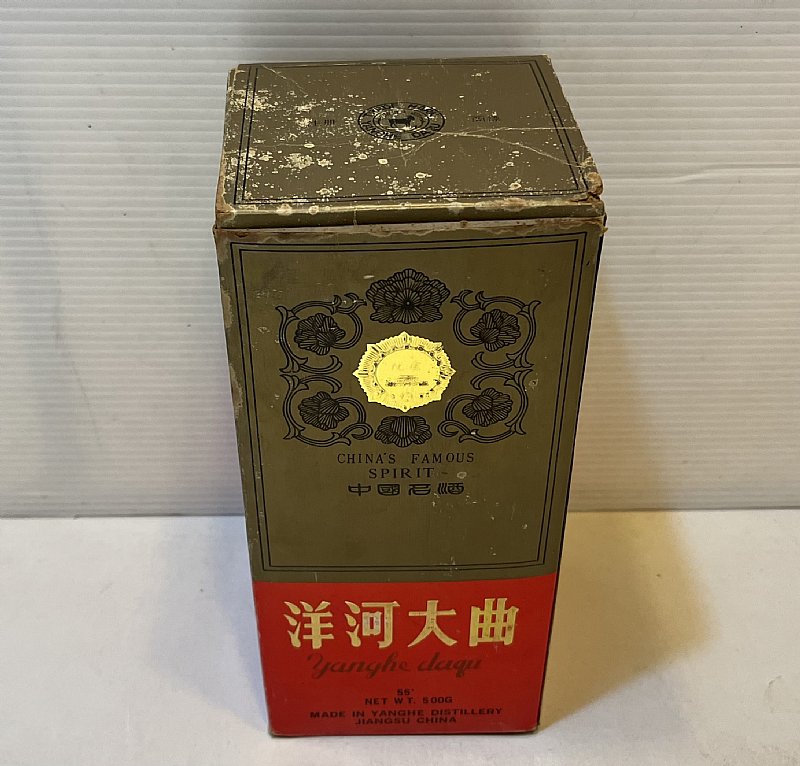 CHINA'S FAMOUS
SPIRIT
中國名酒
洋河大曲
Yanghe daqu
55°
NET WT. 500G
MADE IN YANGHE DISTILLERY
JIANGSU CHINA